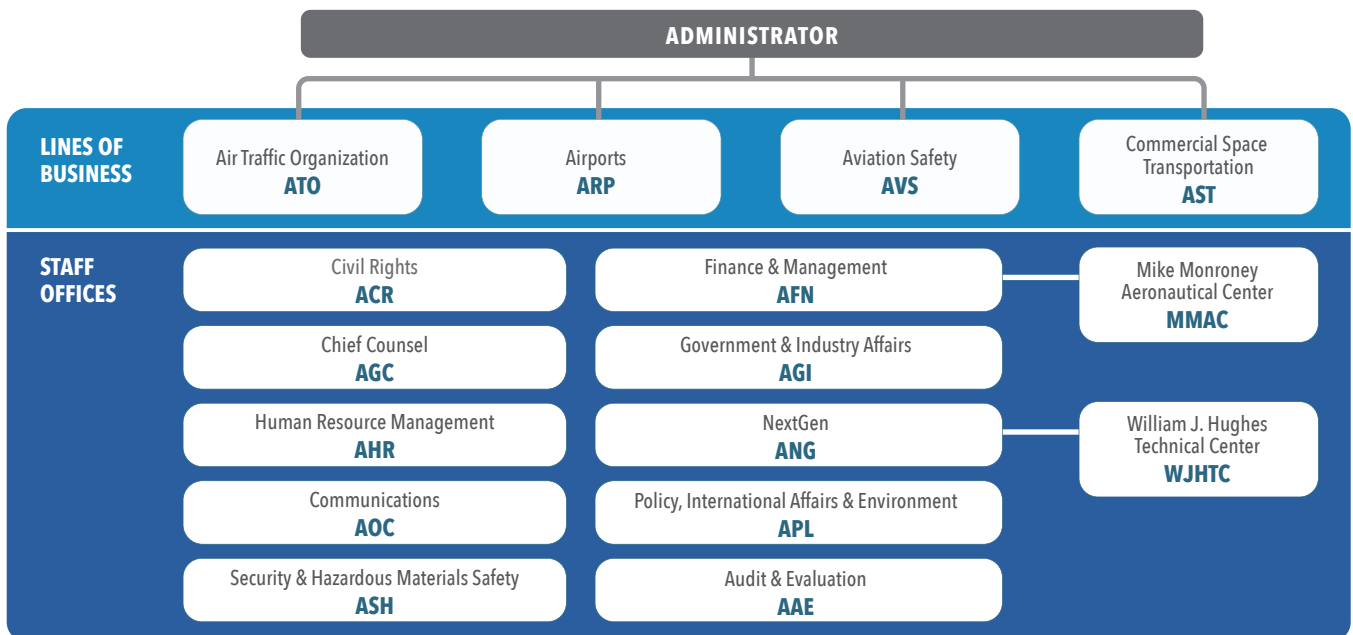 ADMINISTRATOR
LINES OF
BUSINESS
Air Traffic Organization
ATO
Airports
ARP
Aviation Safety
AVS
Commercial Space
Transportation
AST
STAFF
OFFICES
Civil Rights
ACR
Finance & Management
AFN
Mike Monroney
Aeronautical Center
MMAC
Chief Counsel
AGC
Government & Industry Affairs
AGI
Human Resource Management
AHR
NextGen
ANG
William J. Hughes
Technical Center
WJHTC
Communications
AOC
Policy, International Affairs & Environment
APL
Security & Hazardous Materials Safety
ASH
Audit & Evaluation
AAE